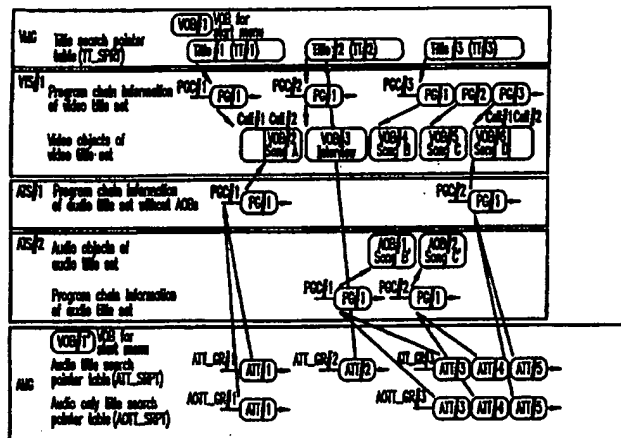 VMG
Title search pointer
table (TT_SPRT)
VOB#1
VOB for
start menu
Title#1 (TT#1)
Title#2 (TT#2)
Title#3 (TT#3)
VTS#1
Program chain information
of video title set
PGC#1
PG#1
PGC#2
PG#1
PGC#3
PG#1
PG#2
PG#3
Video objects of
video title set
Cell#1 Cell#2
VOB#2
Song A
VOB#3
Interview
VOB#4
Song B
VOB#5
Song C
Cell#1 Cell#2
VOB#6
Song D
ATS#1
Program chain information
of audio title set without AOBs
PGC#1
PG#1
PGC#2
PG#1
ATS#2
Audio objects of
audio title set
AOB#1
Song B'
AOB#2
Song C'
Program chain information
of audio title set
PGC#1
PG#1
PGC#2
PG#1
AMG
VOB#1'
VOB for
start menu
Audio title search
pointer table (ATT_SRPT)
ATT_GR#1
ATT#1
ATT_GR#2
ATT#2
ATT#3
ATT#4
ATT#5
Audio only title search
pointer table (AOTT_SRPT)
AOTT_GR#1
ATT#1
AOTT_GR#3
ATT#3
ATT#4
ATT#5